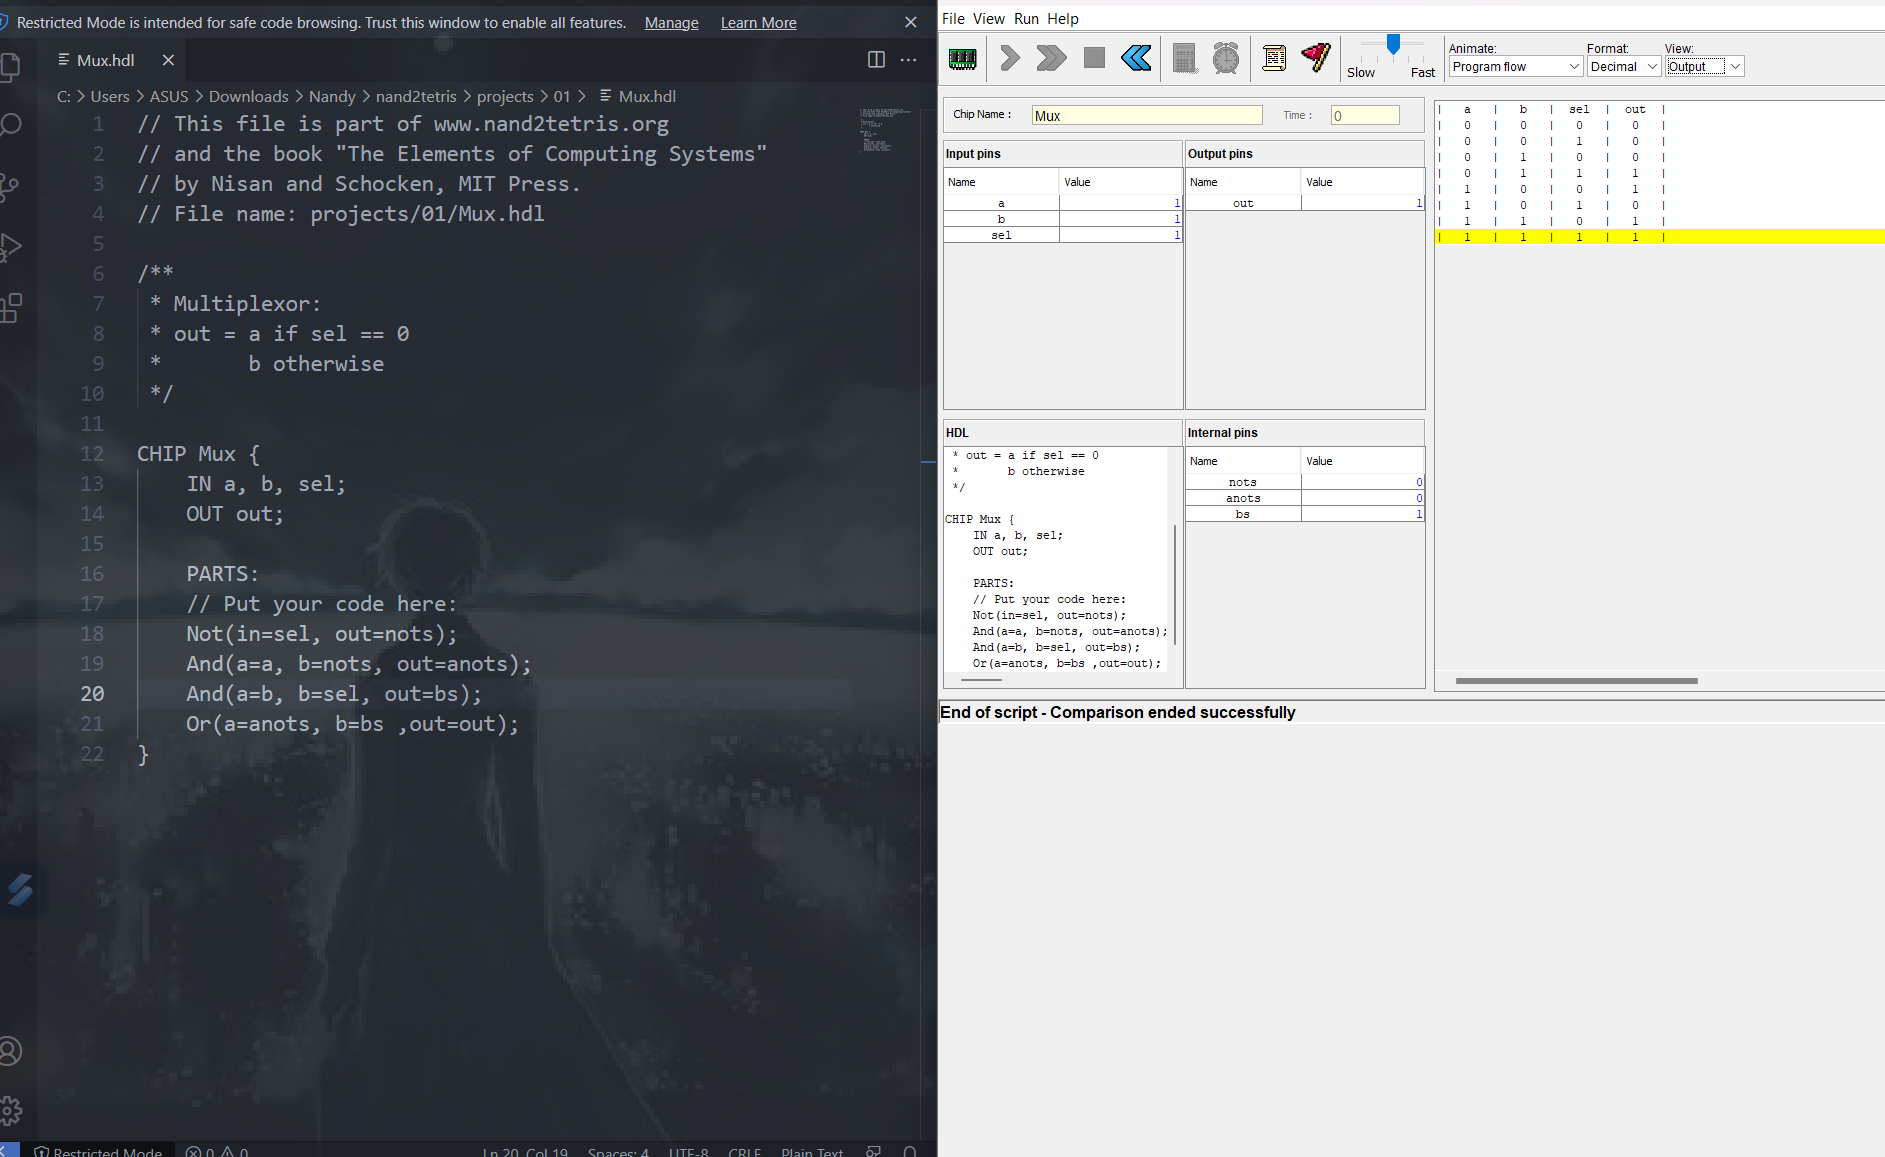 Restricted Mode is intended for safe code browsing. Trust this window to enable all features. Manage Learn More
Mux.hdl
C: > Users > ASUS > Downloads > Nandy > nand2tetris > projects > 01 > Mux.hdl
1 // This file is part of www.nand2tetris.org
2 // and the book "The Elements of Computing Systems"
3 // by Nisan and Schocken, MIT Press.
4 // File name: projects/01/Mux.hdl
5
6 /**
7 * Multiplexor:
8 * out = a if sel == 0
9 *       b otherwise
10 */
11
12 CHIP Mux {
13     IN a, b, sel;
14     OUT out;
15
16     PARTS:
17     // Put your code here:
18     Not(in=sel, out=nots);
19     And(a=a, b=nots, out=anots);
20     And(a=b, b=sel, out=bs);
21     Or(a=anots, b=bs ,out=out);
22 }
Restricted Mode 0 0 Ln 20, Col 19 Spaces: 4 UTF-8 CRLF Plain Text
File View Run Help
Slow Fast
Animate: Format: View:
Program flow Decimal Output
Chip Name : Mux Time : 0
Input pins
Name Value
a 1
b 1
sel 1
Output pins
Name Value
out 1
HDL
* out = a if sel == 0
*       b otherwise
*/
CHIP Mux {
    IN a, b, sel;
    OUT out;
    PARTS:
    // Put your code here:
    Not(in=sel, out=nots);
    And(a=a, b=nots, out=anots);
    And(a=b, b=sel, out=bs);
    Or(a=anots, b=bs ,out=out);
Internal pins
Name Value
nots 0
anots 0
bs 1
| a | b | sel | out |
| 0 | 0 | 0 | 0 |
| 0 | 0 | 1 | 0 |
| 0 | 1 | 0 | 0 |
| 0 | 1 | 1 | 1 |
| 1 | 0 | 0 | 1 |
| 1 | 0 | 1 | 0 |
| 1 | 1 | 0 | 1 |
| 1 | 1 | 1 | 1 |
End of script - Comparison ended successfully